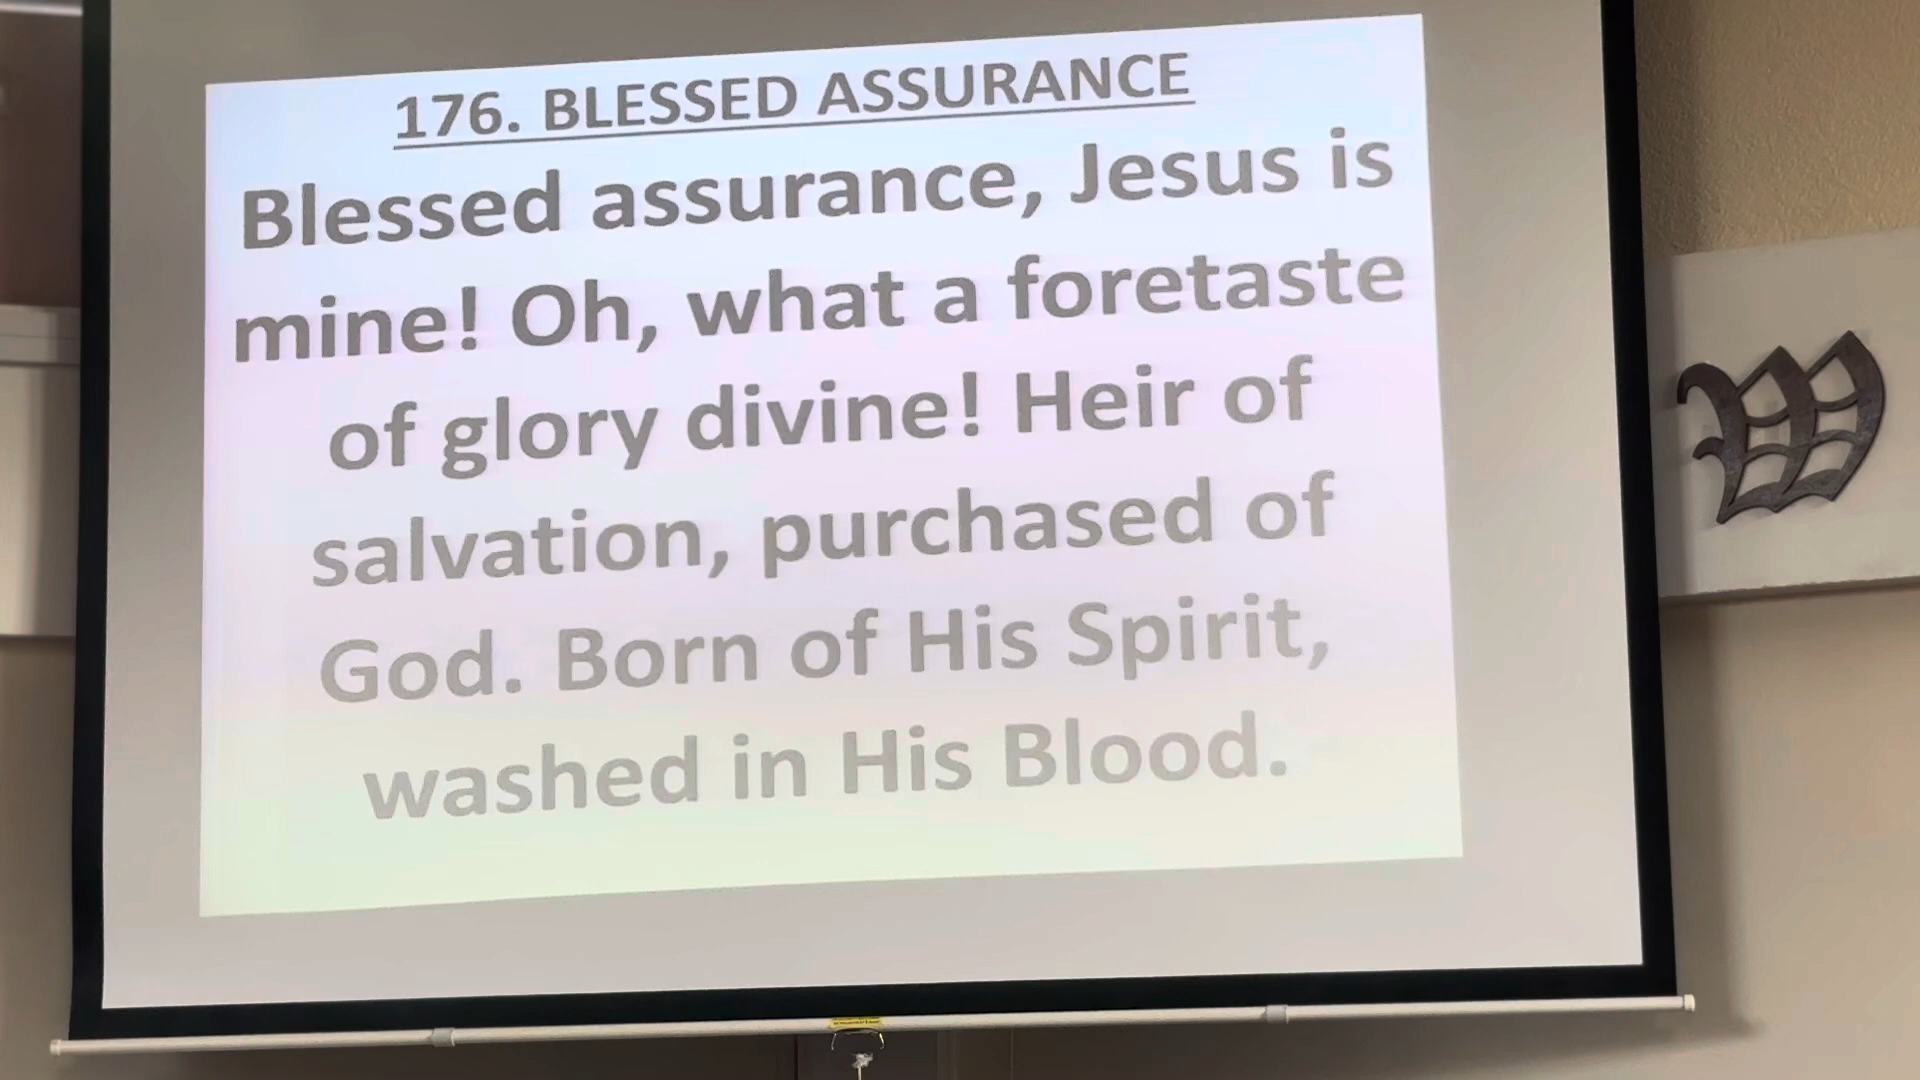 176. BLESSED ASSURANCE
Blessed assurance, Jesus is
mine! Oh, what a foretaste
of glory divine! Heir of
salvation, purchased of
God. Born of His Spirit,
washed in His Blood.
W